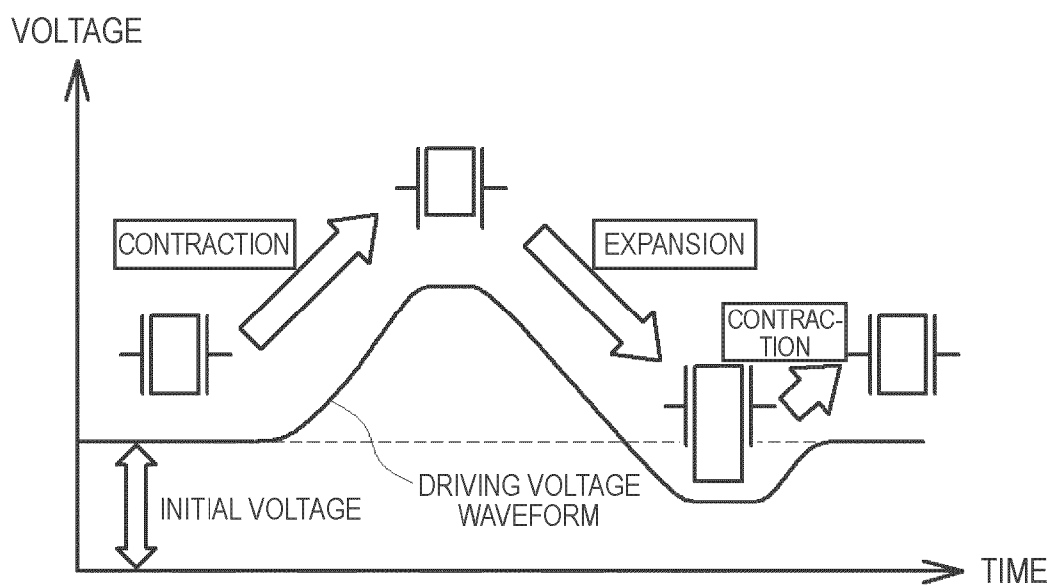 VOLTAGE
CONTRACTION
EXPANSION
CONTRAC-
TION
DRIVING VOLTAGE
WAVEFORM
INITIAL VOLTAGE
TIME